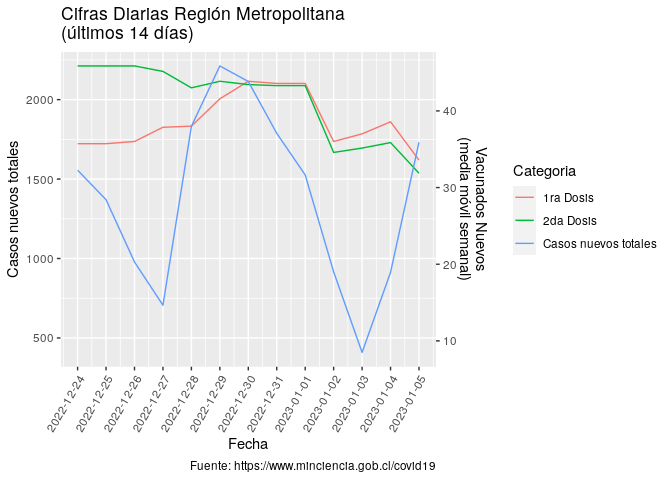 Cifras Diarias Región Metropolitana
(últimos 14 días)
Casos nuevos totales
2000
1500
1000
500
40
30
20
10
Vacunados Nuevos
(media móvil semanal)
2022-12-24
2022-12-25
2022-12-26
2022-12-27
2022-12-28
2022-12-29
2022-12-30
2022-12-31
2023-01-01
2023-01-02
2023-01-03
2023-01-04
2023-01-05
Fecha
Categoria
1ra Dosis
2da Dosis
Casos nuevos totales
Fuente: https://www.minciencia.gob.cl/covid19